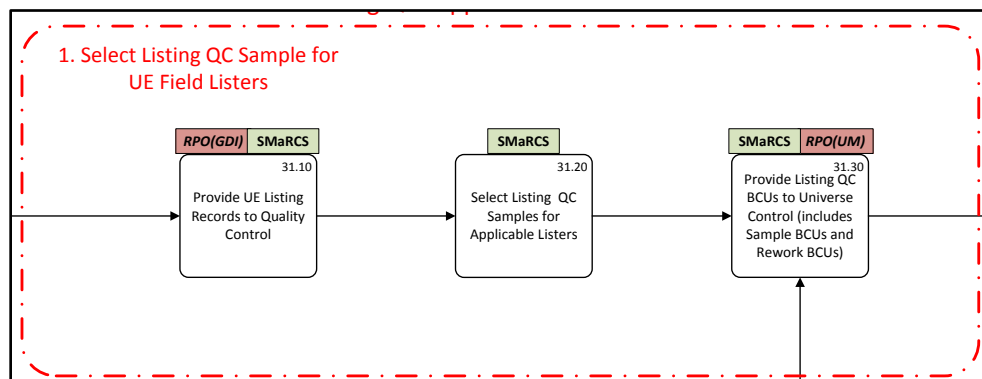 1. Select Listing QC Sample for
UE Field Listers
RPO(GDI) SMaRCS
31.10
Provide UE Listing
Records to Quality
Control
SMaRCS
31.20
Select Listing QC
Samples for
Applicable Listers
SMaRCS RPO(UM)
31.30
Provide Listing QC
BCUs to Universe
Control (includes
Sample BCUs and
Rework BCUs)